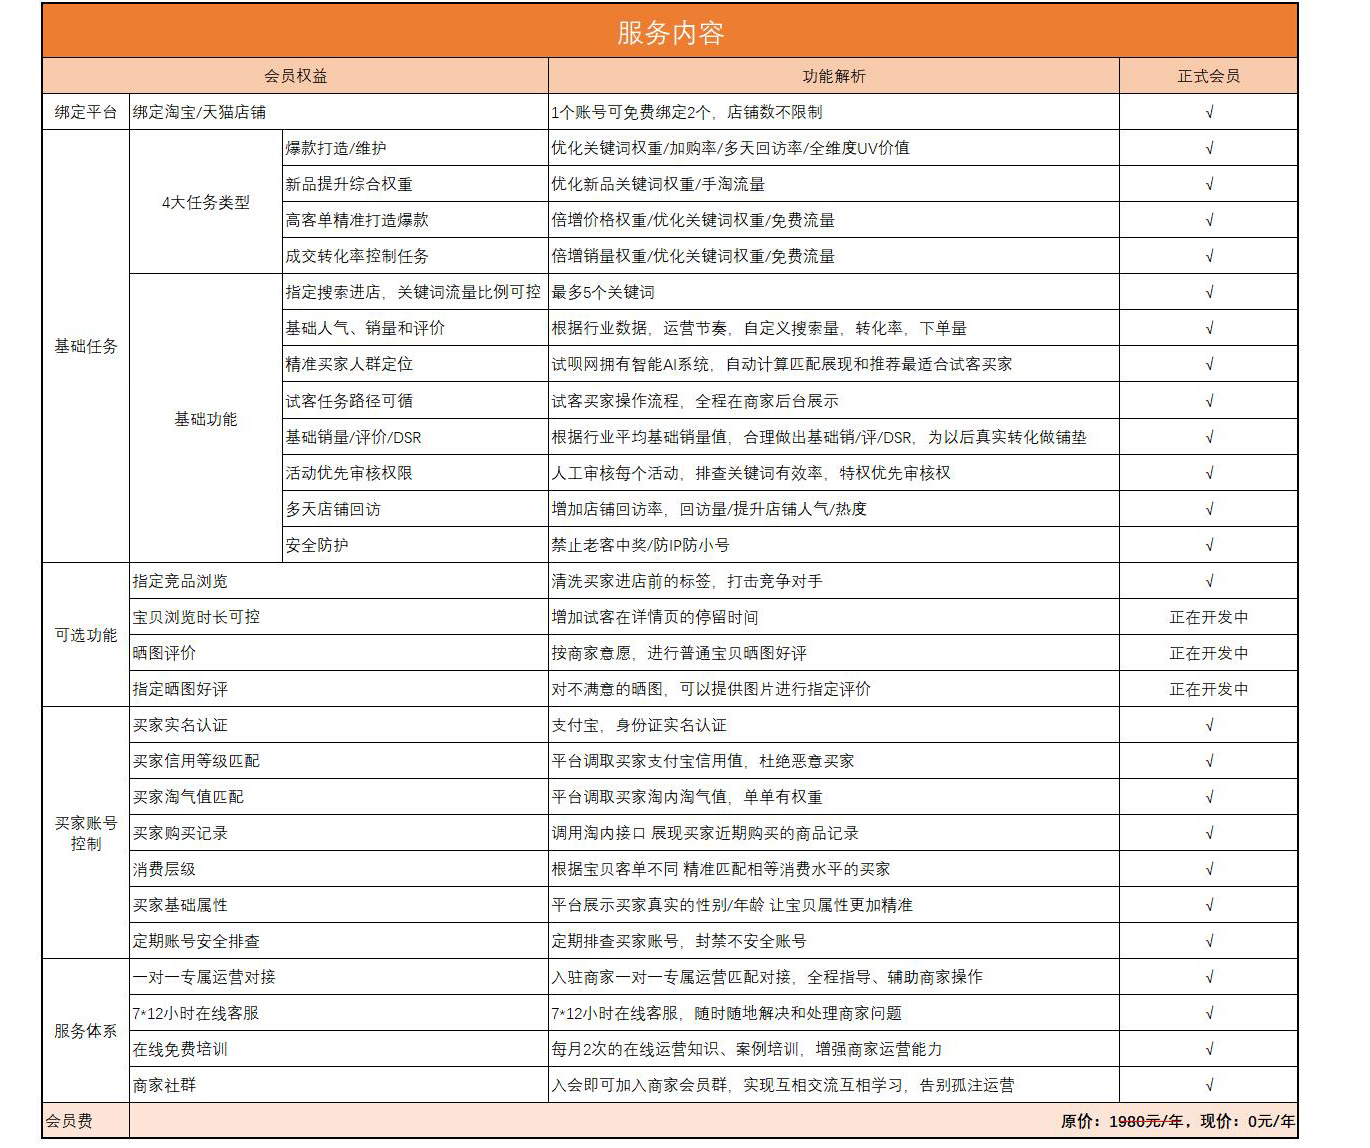 服务内容
会员权益 功能解析 正式会员
绑定平台 绑定淘宝/天猫店铺 1个账号可免费绑定2个，店铺数不限制 √
基础任务
4大任务类型
爆款打造/维护 优化关键词权重/加购率/多天回访率/全维度UV价值 √
新品提升综合权重 优化新品关键词权重/手淘流量 √
高客单精准打造爆款 倍增价格权重/优化关键词权重/免费流量 √
成交转化率控制任务 倍增销量权重/优化关键词权重/免费流量 √
基础功能
指定搜索进店，关键词流量比例可控 最多5个关键词 √
基础人气、销量和评价 根据行业数据，运营节奏，自定义搜索量，转化率，下单量 √
精准买家人群定位 试呗网拥有智能AI系统，自动计算匹配展现和推荐最适合试客买家 √
试客任务路径可循 试客买家操作流程，全程在商家后台展示 √
基础销量/评价/DSR 根据行业平均基础销量值，合理做出基础销/评/DSR，为以后真实转化做铺垫 √
活动优先审核权限 人工审核每个活动，排查关键词有效率，特权优先审核权 √
多天店铺回访 增加店铺回访率，回访量/提升店铺人气/热度 √
安全防护 禁止老客中奖/防IP防小号 √
可选功能
指定竞品浏览 清洗买家进店前的标签，打击竞争对手 √
宝贝浏览时长可控 增加试客在详情页的停留时间 正在开发中
晒图评价 按商家意愿，进行普通宝贝晒图好评 正在开发中
指定晒图好评 对不满意的晒图，可以提供图片进行指定评价 正在开发中
买家账号
控制
买家实名认证 支付宝，身份证实名认证 √
买家信用等级匹配 平台调取买家支付宝信用值，杜绝恶意买家 √
买家淘气值匹配 平台调取买家淘内淘气值，单单有权重 √
买家购买记录 调用淘内接口 展现买家近期购买的商品记录 √
消费层级 根据宝贝客单不同 精准匹配相等消费水平的买家 √
买家基础属性 平台展示买家真实的性别/年龄 让宝贝属性更加精准 √
定期账号安全排查 定期排查买家账号，封禁不安全账号 √
服务体系
一对一专属运营对接 入驻商家一对一专属运营匹配对接，全程指导、辅助商家操作 √
7*12小时在线客服 7*12小时在线客服，随时随地解决和处理商家问题 √
在线免费培训 每月2次的在线运营知识、案例培训，增强商家运营能力 √
商家社群 入会即可加入商家会员群，实现互相交流互相学习，告别孤注运营 √
会员费 原价：1980元/年，现价：0元/年